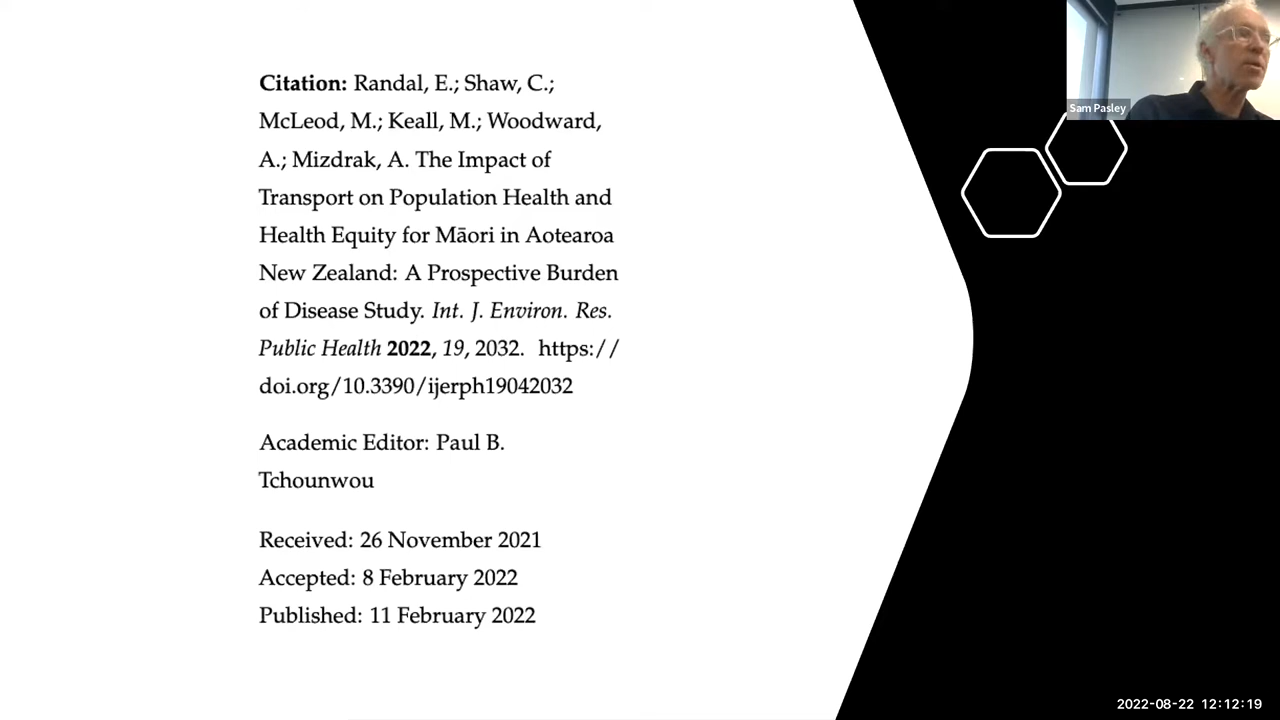 Citation: Randal, E.; Shaw, C.;
McLeod, M.; Keall, M.; Woodward,
A.; Mizdrak, A. The Impact of
Transport on Population Health and
Health Equity for Māori in Aotearoa
New Zealand: A Prospective Burden
of Disease Study. Int. J. Environ. Res.
Public Health 2022, 19, 2032. https://
doi.org/10.3390/ijerph19042032
Academic Editor: Paul B.
Tchounwou
Received: 26 November 2021
Accepted: 8 February 2022
Published: 11 February 2022
Sam Pasley
2022-08-22 12:12:19